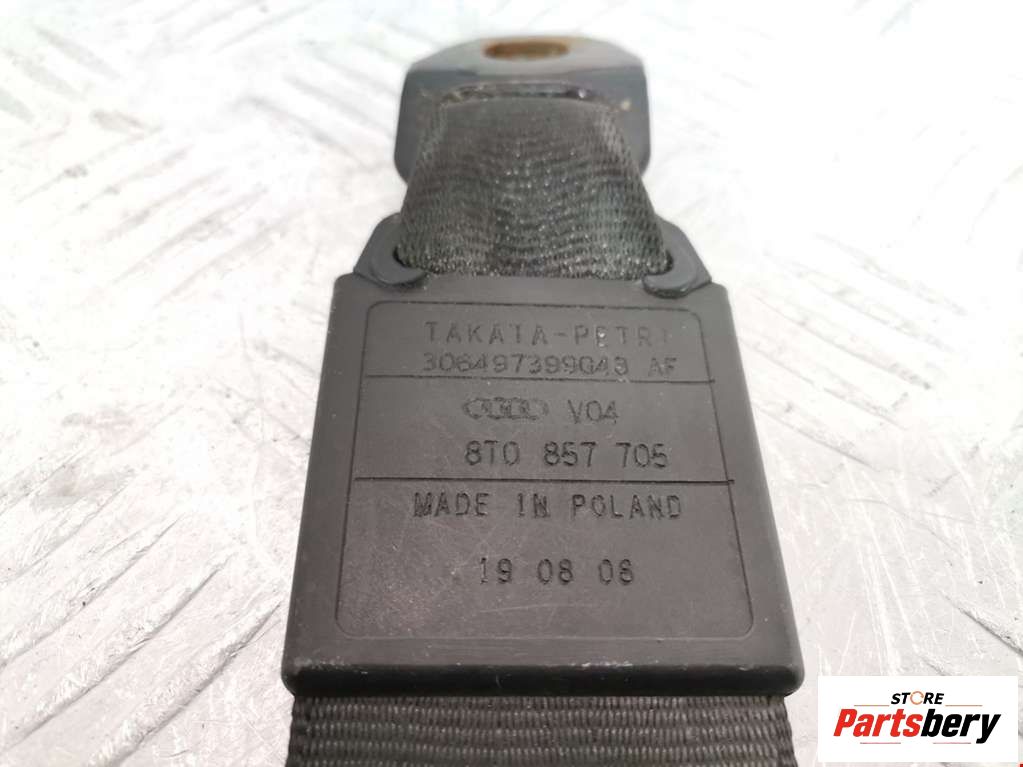 TAKATA-PETRI
306497399043 AF
V04
8T0 857 705
MADE IN POLAND
19 08 08
STORE
Partsbery